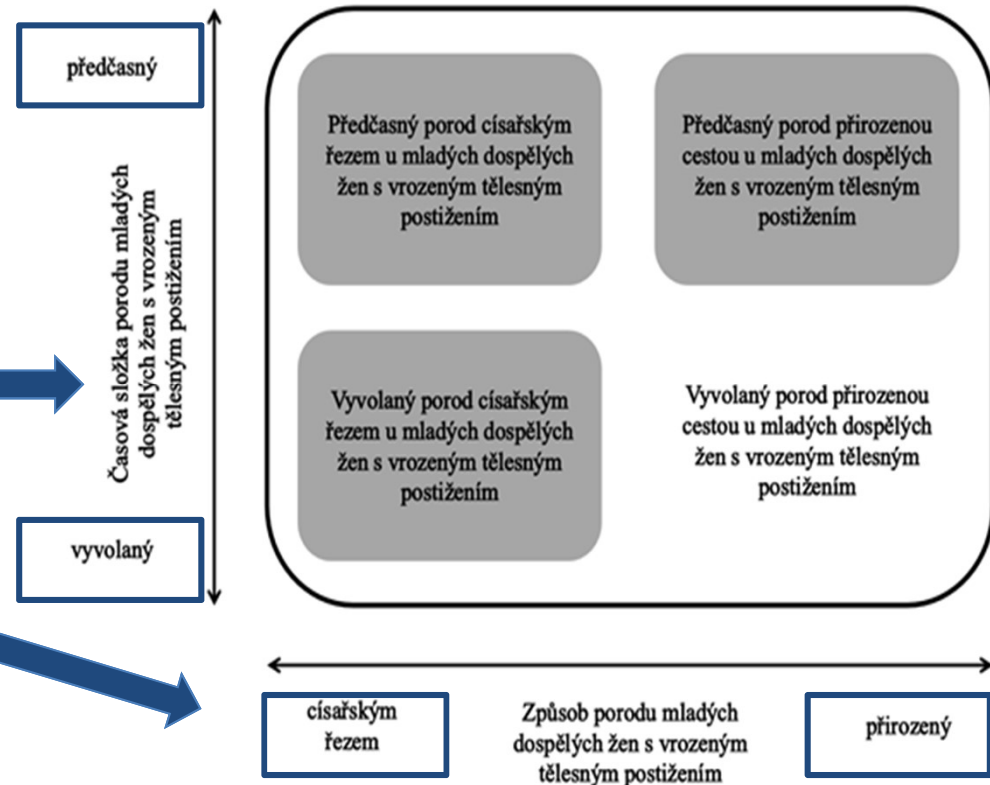 předčasný
Časová složka porodu mladých
dospělých žen s vrozeným
tělesným postižením
vyvolaný
Předčasný porod císařským
řezem u mladých dospělých
žen s vrozeným tělesným
postižením
Předčasný porod přirozenou
cestou u mladých dospělých
žen s vrozeným tělesným
postižením
Vyvolaný porod císařským
řezem u mladých dospělých
žen s vrozeným tělesným
postižením
Vyvolaný porod přirozenou
cestou u mladých dospělých
žen s vrozeným tělesným
postižením
císařským
řezem
Způsob porodu mladých
dospělých žen s vrozeným
tělesným postižením
přirozený